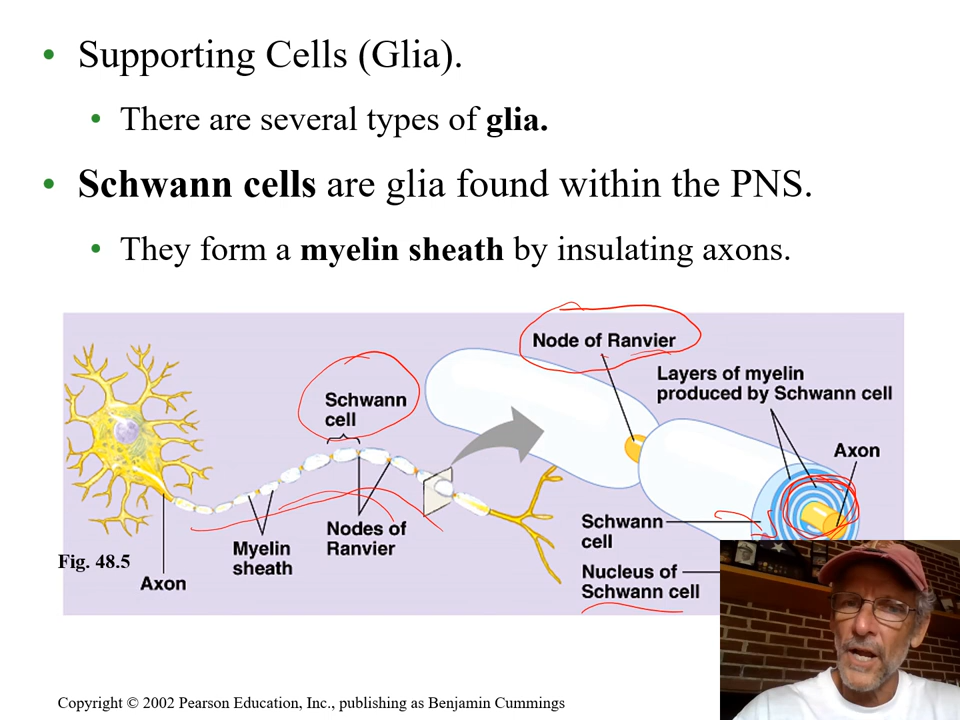 • Supporting Cells (Glia).
• There are several types of glia.
• Schwann cells are glia found within the PNS.
• They form a myelin sheath by insulating axons.
Node of Ranvier
Layers of myelin
produced by Schwann cell
Schwann
cell
Axon
Schwann
cell
Nodes of
Ranvier
Myelin
sheath
Fig. 48.5
Axon
Nucleus of
Schwann cell
Copyright © 2002 Pearson Education, Inc., publishing as Benjamin Cummings